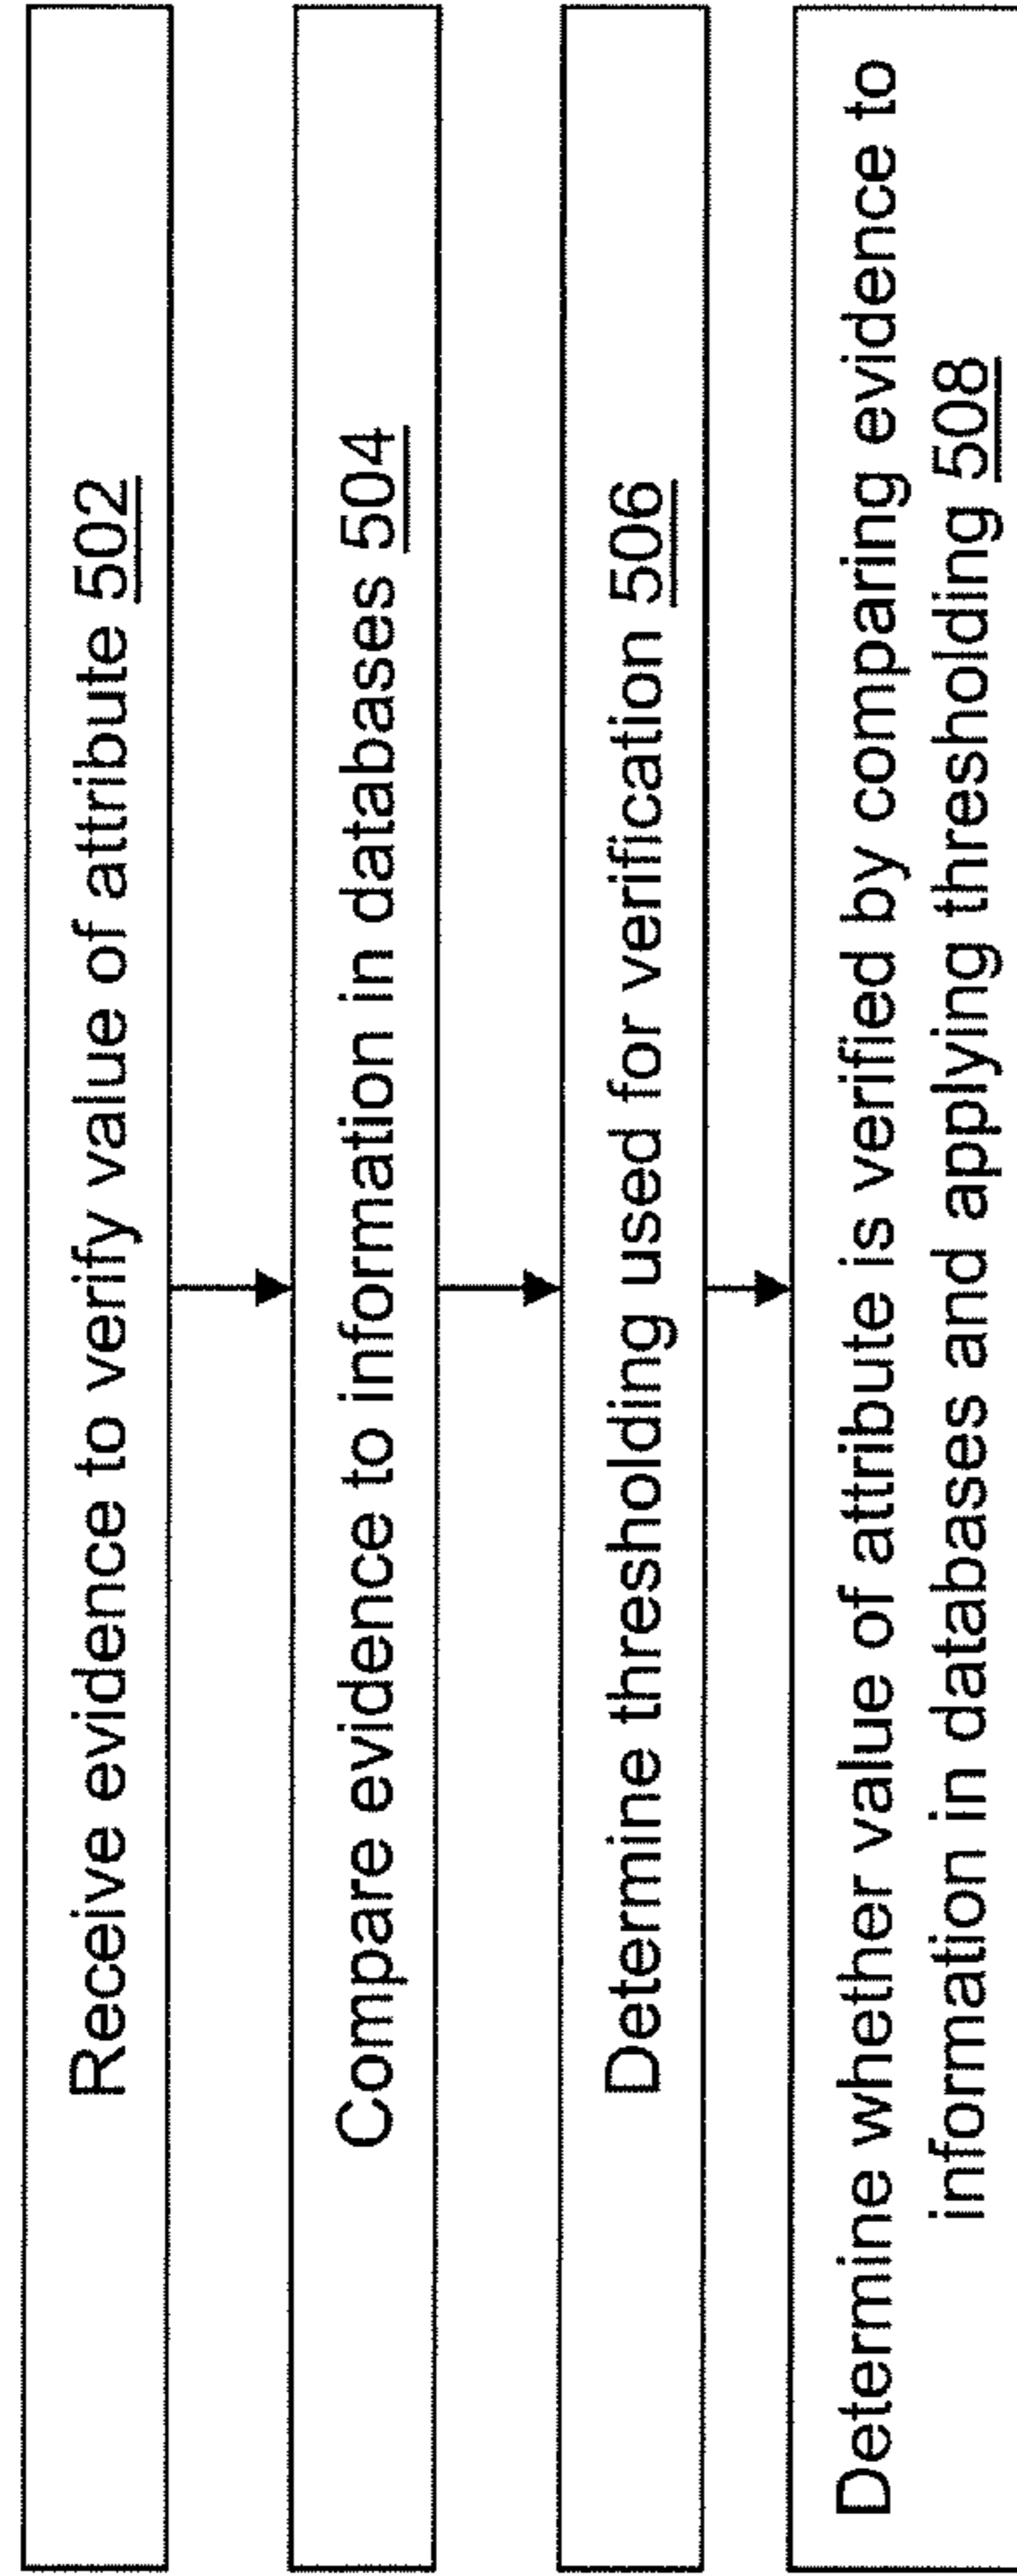 Receive evidence to verify value of attribute 502
Compare evidence to information in databases 504
Determine thresholding used for verification 506
Determine whether value of attribute is verified by comparing evidence to
information in databases and applying thresholding 508